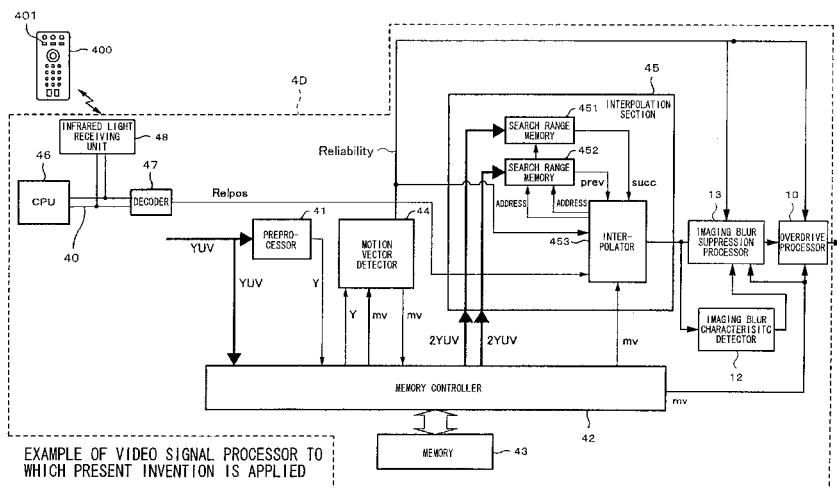 401
400
4D
45
INTERPOLATION
SECTION
451
SEARCH RANGE
MEMORY
452
SEARCH RANGE
MEMORY
INFRARED LIGHT
RECEIVING
UNIT
48
46
CPU
47
DECODER
40
Relpos
Reliability
prev
succ
ADDRESS
ADDRESS
41
PREPRO-
CESSOR
YUV
YUV
Y
44
MOTION
VECTOR
DETECTOR
Y
mv
mv
453
INTER-
POLATOR
13
IMAGING BLUR
SUPPRESSION
PROCESSOR
10
OVERDRIVE
PROCESSOR
2YUV
2YUV
mv
IMAGING BLUR
CHARACTERISITC
DETECTOR
12
MEMORY CONTROLLER
mv
42
MEMORY
43
EXAMPLE OF VIDEO SIGNAL PROCESSOR TO
WHICH PRESENT INVENTION IS APPLIED